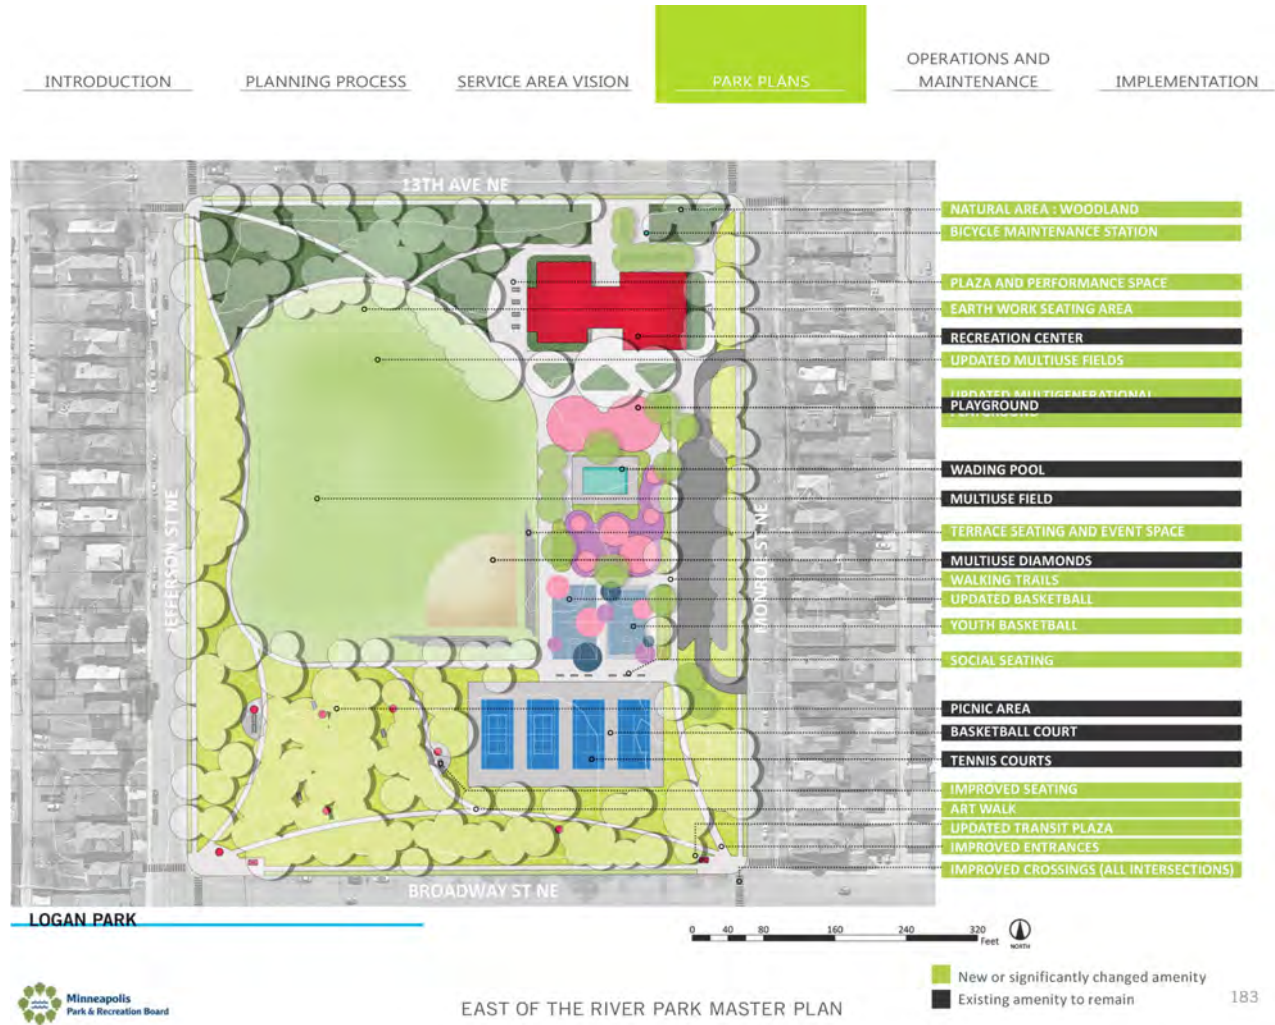 INTRODUCTION
PLANNING PROCESS
SERVICE AREA VISION
PARK PLANS
OPERATIONS AND
MAINTENANCE
IMPLEMENTATION
13TH AVE NE
JEFFERSON ST NE
MONROE ST NE
BROADWAY ST NE
NATURAL AREA : WOODLAND
BICYCLE MAINTENANCE STATION
PLAZA AND PERFORMANCE SPACE
EARTH WORK SEATING AREA
RECREATION CENTER
UPDATED MULTIUSE FIELDS
UPDATED MULTIGENERATIONAL
PLAYGROUND
PLAYGROUND
WADING POOL
MULTIUSE FIELD
TERRACE SEATING AND EVENT SPACE
MULTIUSE DIAMONDS
WALKING TRAILS
UPDATED BASKETBALL
YOUTH BASKETBALL
SOCIAL SEATING
PICNIC AREA
BASKETBALL COURT
TENNIS COURTS
IMPROVED SEATING
ART WALK
UPDATED TRANSIT PLAZA
IMPROVED ENTRANCES
IMPROVED CROSSINGS (ALL INTERSECTIONS)
LOGAN PARK
0 40 80 160 240 320
Feet
NORTH
New or significantly changed amenity
Existing amenity to remain
Minneapolis
Park & Recreation Board
EAST OF THE RIVER PARK MASTER PLAN
183